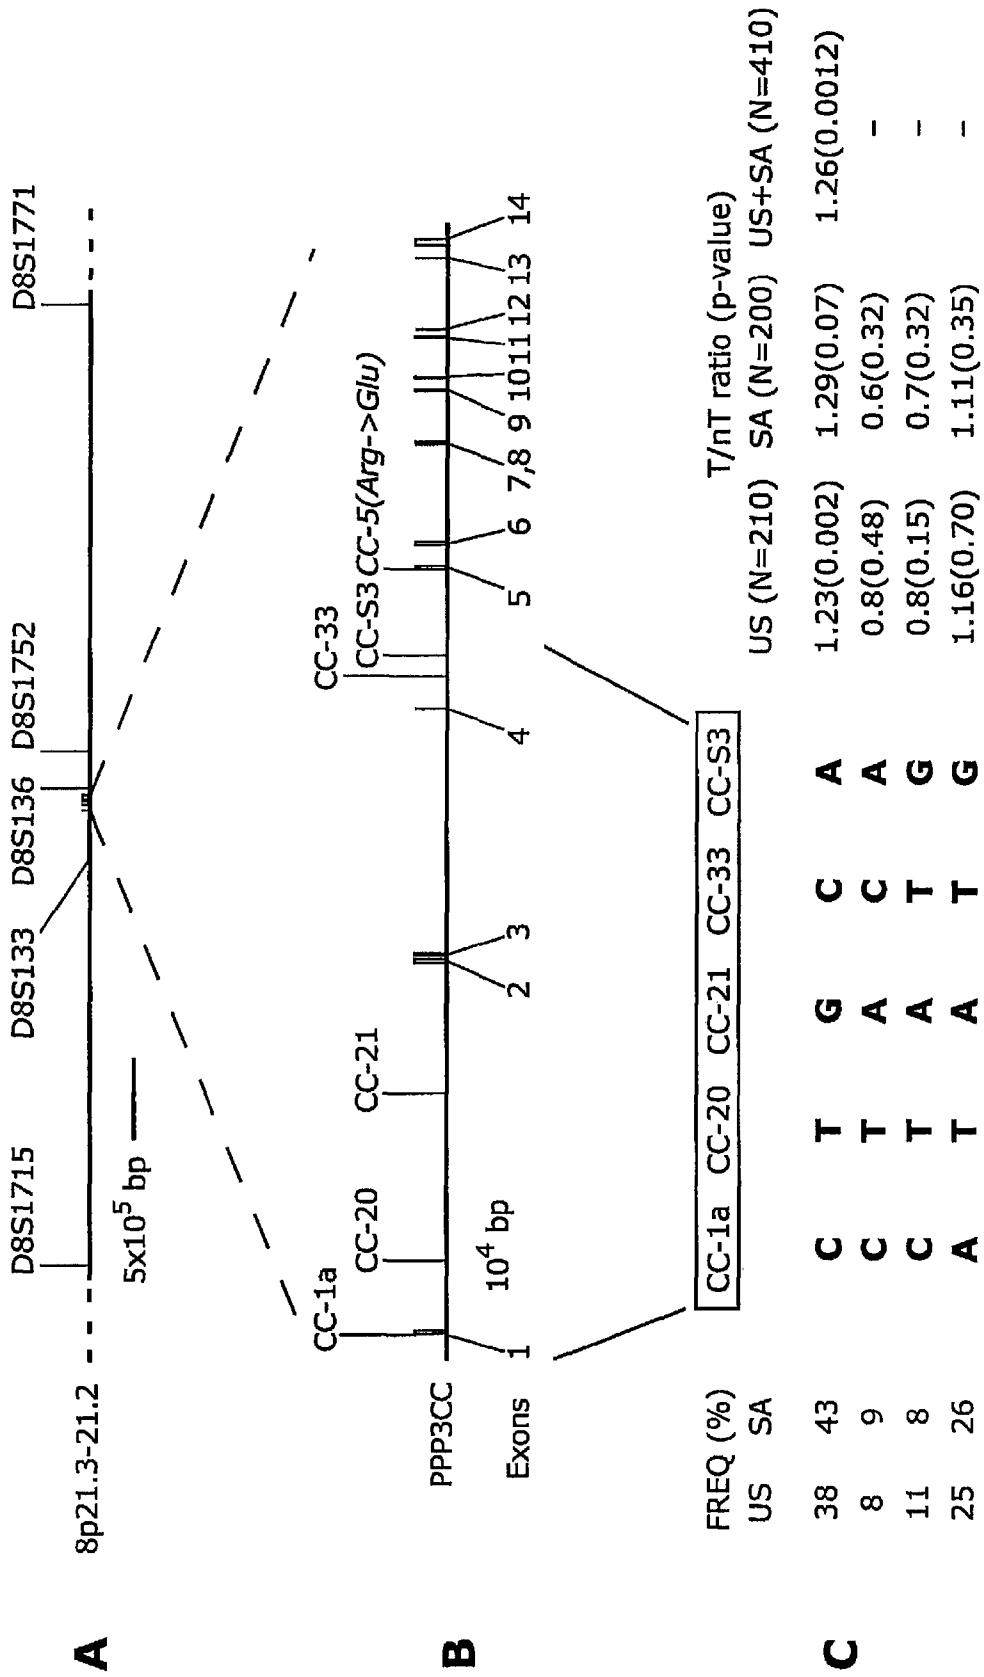 A
8p21.3-21.2
D8S1715 D8S133 D8S136 D8S1752 D8S1771
5x10⁵ bp
B
CC-1a CC-33
CC-20 CC-21 CC-S3 CC-5(Arg->Glu)
PPP3CC
10⁴ bp
Exons 1 2 3 4 5 6 7,8 9 10 11 12 13 14
C
FREQ (%) T/nT ratio (p-value)
CC-1a CC-20 CC-21 CC-33 CC-S3
US SA US (N=210) SA (N=200) US+SA (N=410)
38 43 C T G C A 1.23(0.002) 1.29(0.07) 1.26(0.0012)
8 9 C T A C A 0.8(0.48) 0.6(0.32) –
11 8 C T A T G 0.8(0.15) 0.7(0.32) –
25 26 A T A T G 1.16(0.70) 1.11(0.35) –